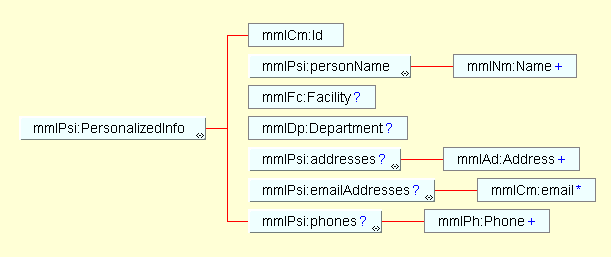 mmlCm:Id
mmlPsi:personName
mmlNm:Name+
mmlFc:Facility?
mmlPsi:PersonalizedInfo
mmlDp:Department?
mmlPsi:addresses?
mmlAd:Address+
mmlPsi:emailAddresses?
mmlCm:email*
mmlPsi:phones?
mmlPh:Phone+